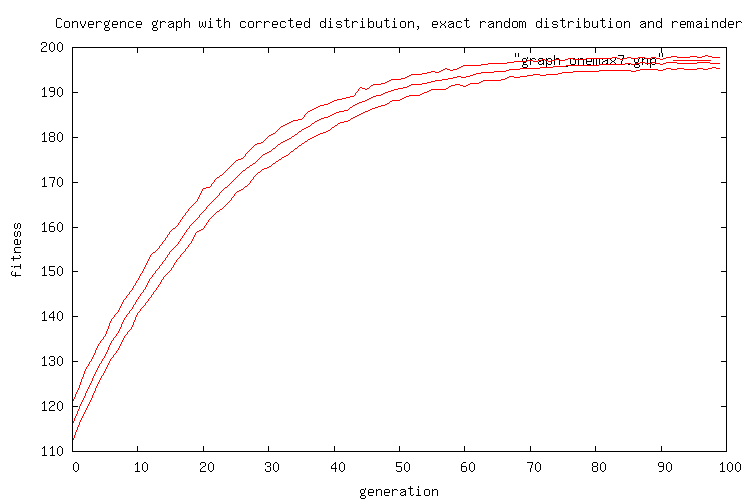 Convergence graph with corrected distribution, exact random distribution and remainder
200
"graph_onemax7.gnp"
190
180
170
160
fitness
150
140
130
120
110
0 10 20 30 40 50 60 70 80 90 100
generation